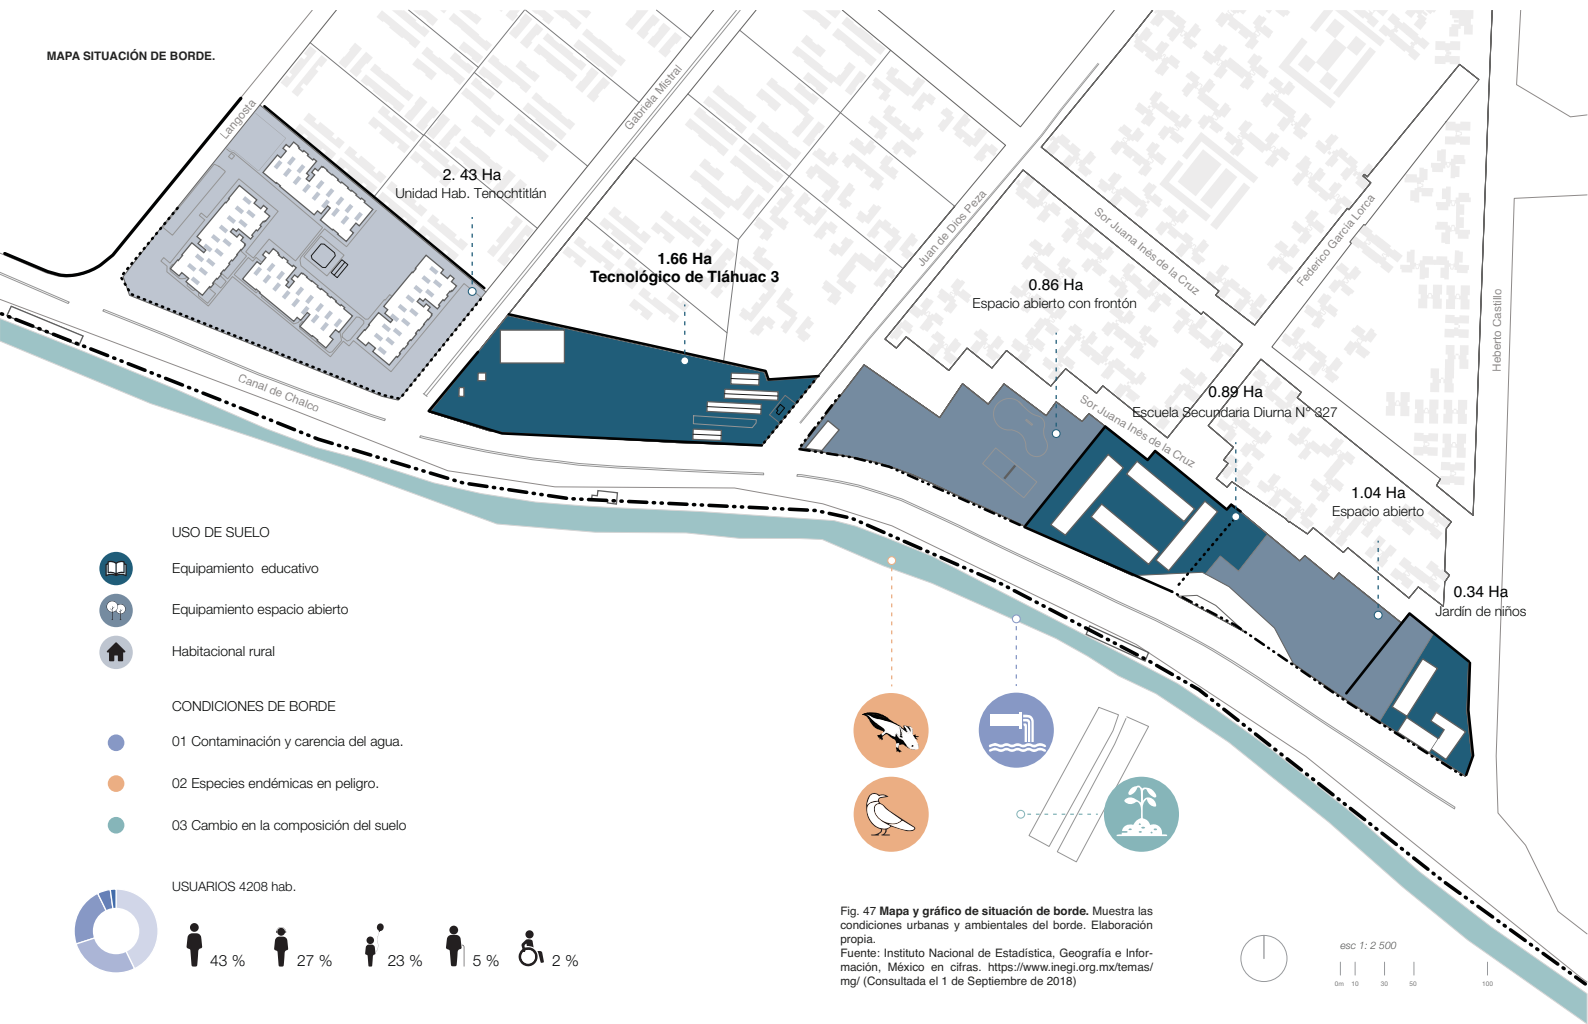 MAPA SITUACIÓN DE BORDE.
Langosta
Gabriela Mistral
2. 43 Ha
Unidad Hab. Tenochtitlán
1.66 Ha
Tecnológico de Tláhuac 3
Juan de Dios Peza
Sor Juana Inés de la Cruz
Federico García Lorca
Heberto Castillo
0.86 Ha
Espacio abierto con frontón
Canal de Chalco
0.89 Ha
Escuela Secundaria Diurna N° 327
Sor Juana Inés de la Cruz
1.04 Ha
Espacio abierto
0.34 Ha
Jardín de niños
USO DE SUELO
Equipamiento educativo
Equipamiento espacio abierto
Habitacional rural
CONDICIONES DE BORDE
01 Contaminación y carencia del agua.
02 Especies endémicas en peligro.
03 Cambio en la composición del suelo
USUARIOS 4208 hab.
43 %
27 %
23 %
5 %
2 %
Fig. 47 Mapa y gráfico de situación de borde. Muestra las
condiciones urbanas y ambientales del borde. Elaboración
propia.
Fuente: Instituto Nacional de Estadística, Geografía e Infor-
mación, México en cifras. https://www.inegi.org.mx/temas/
mg/ (Consultada el 1 de Septiembre de 2018)
esc 1: 2 500
0m 10 30 50 100